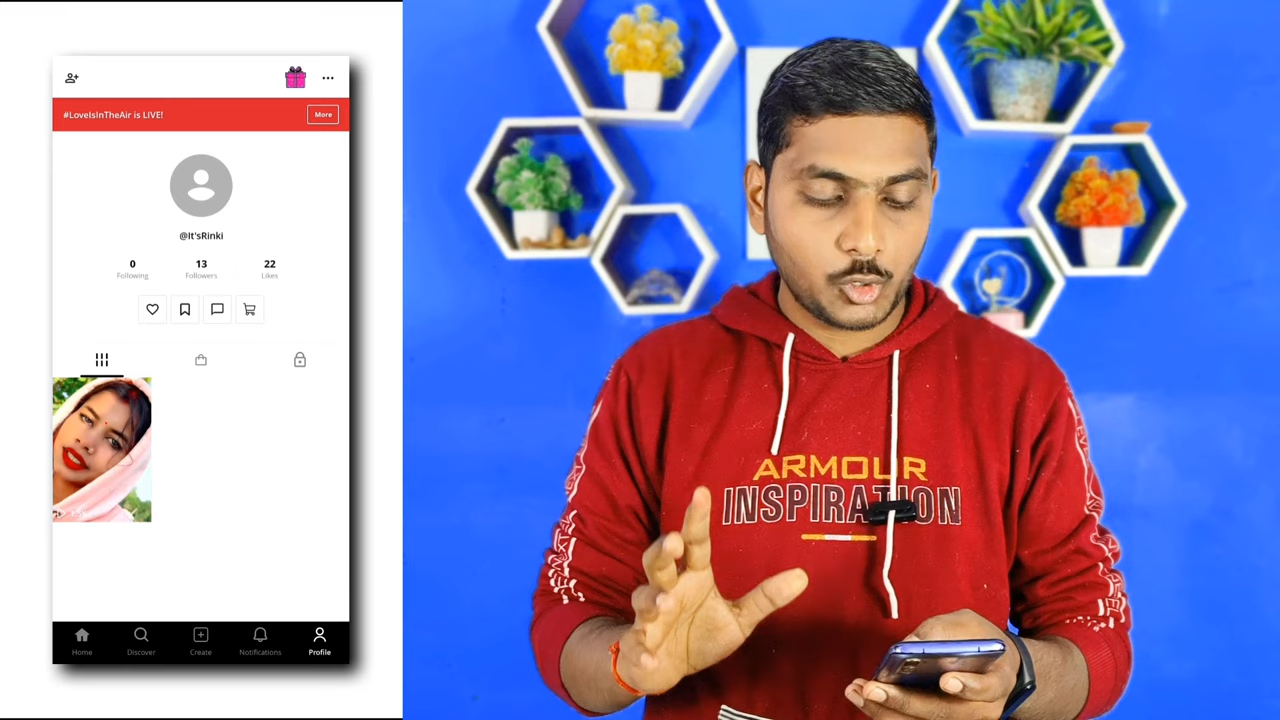 #LoveIsInTheAir is LIVE!
More
@It'sRinki
0
Following
13
Followers
22
Likes
Home
Discover
Create
Notifications
Profile
ARMOUR
INSPIRATION